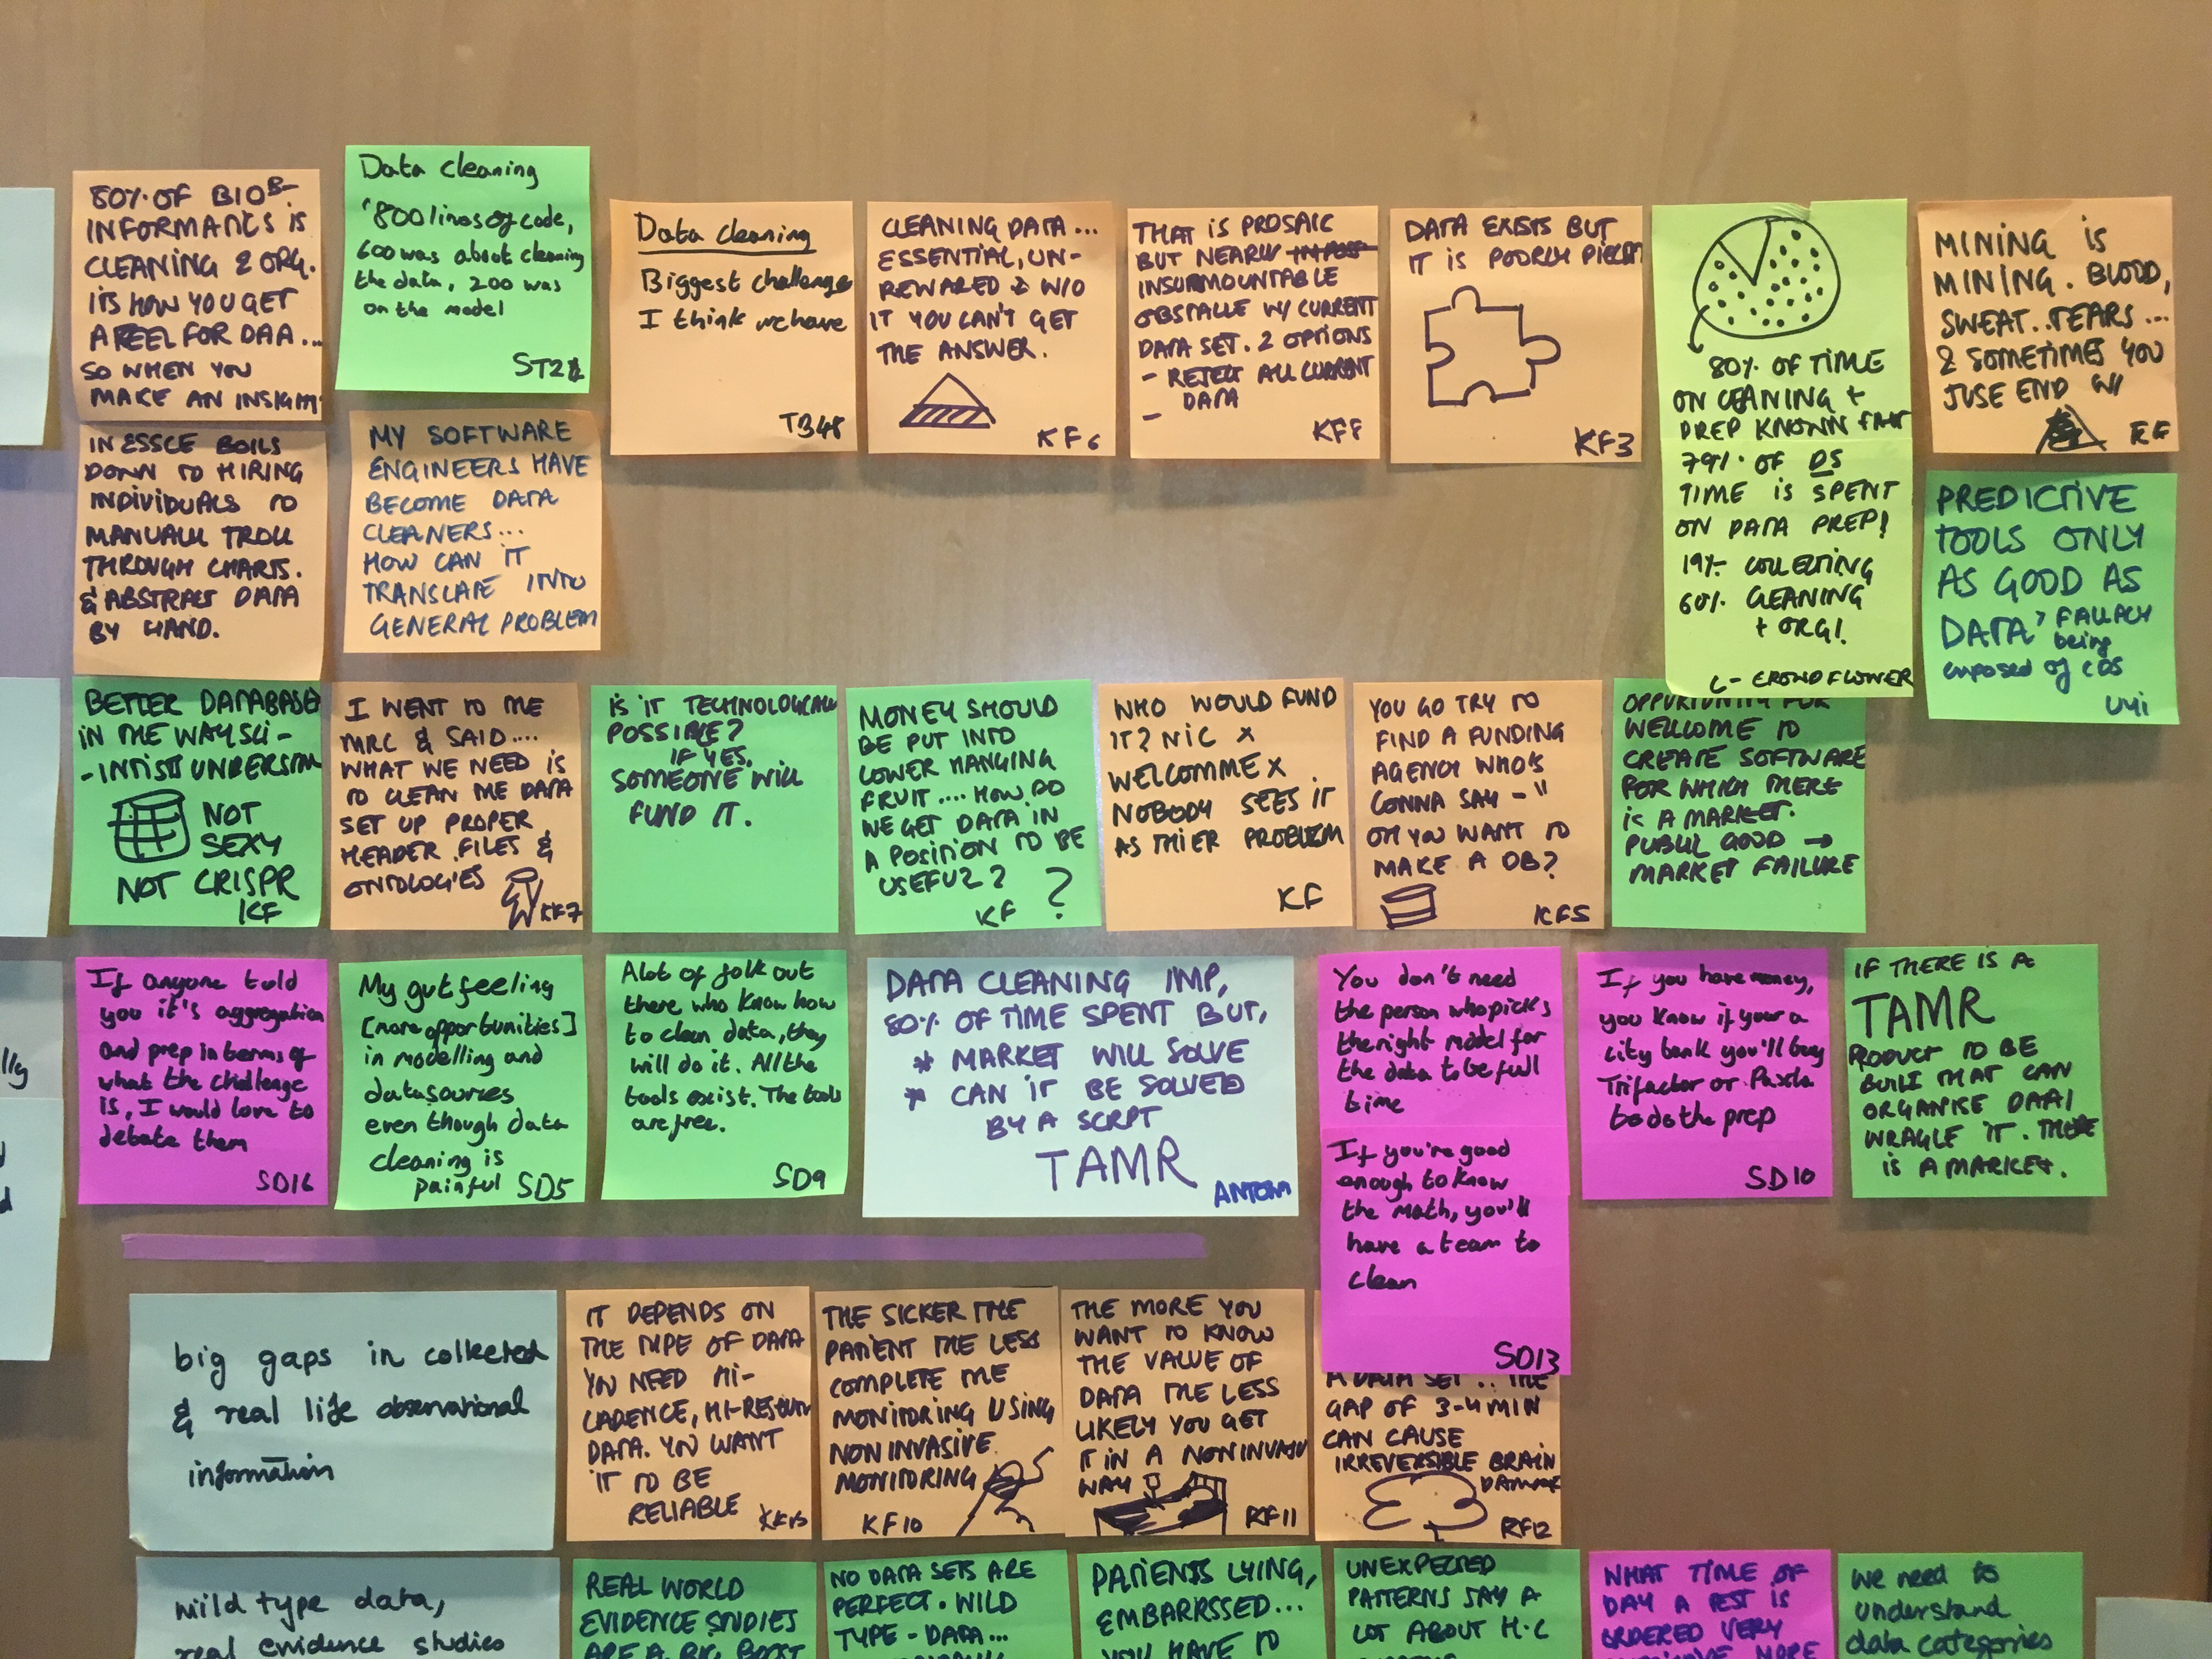 80% OF BIO
INFORMATICS IS
CLEANING & ORG.
ITS HOW YOU GET
A FEEL FOR DAA...
SO WHEN YOU
MAKE AN INSIGHT
Data cleaning
"800 lines of code,
600 was about cleaning
the data, 200 was
on the model
Data cleaning
Biggest challenge
I think we have
TB48
CLEANING DATA...
ESSENTIAL, UN-
REWARED & W/O
IT YOU CAN'T GET
THE ANSWER.
KF6
THAT IS PROSAIC
BUT NEARLY
INSURMOUNTABLE
OBSTACLE W/ CURRENT
DATA SET. 2 OPTIONS
- REJECT ALL CURRENT
DATA
-
KF8
DATA EXISTS BUT
IT IS POORLY
KF3
80% OF TIME
ON CEANING +
PREP KNOWN FACT
79% OF DS
TIME IS SPENT
ON DATA PREP!
19% COLLECTING
60% CLEANING
+ ORG!
C- CROWDFLOWER
MINING IS
MINING. BLOOD,
SWEAT..TEARS...
& SOMETIMES YOU
JUSE END W/
IN ESSCE BOILS
DOWN TO HIRING
INDIVIDUALS TO
MANUALL TROLL
THROUGH CHARTS.
& ABSTRACT DATA
BY HAND.
MY SOFTWARE
ENGINEERS HAVE
BECOME DATA
CLEANERS...
HOW CAN IT
TRANSLATE INTO
GENERAL PROBLEM
PREDICTIVE
TOOLS ONLY
AS GOOD AS
DATA? FALLACY
being
exposed of CDS
BETTER DATABASE
IN THE WAY SCI-
NOT
SEXY
NOT CRISPR
KF
I WENT TO THE
MRC & SAID....
WHAT WE NEED IS
TO CLEAN THE DATA
SET UP PROPER
HEADER FILES &
ONTOLOGIES
KF7
IS IT TECHNOLOGICALLY
POSSIBLE?
IF YES.
SOMEONE WILL
FUND IT.
MONEY SHOULD
BE PUT INTO
LOWER HANGING
FRUIT.... HOW DO
WE GET DATA IN
A POSITION TO BE
USEFUL?
KF ?
WHO WOULD FUND
IT? NIC X
WELCOMME X
NOBODY SEES IT
AS THIER PROBLEM
KF
YOU GO TRY TO
FIND A FUNDING
AGENCY WHO'S
GONNA SAY - "
OH YOU WANT TO
MAKE A DB?
KF5
OPPORTUNITY FOR
WELLCOME TO
CREATE SOFTWARE
FOR WHICH THERE
IS A MARKET.
PUBLIC GOOD →
MARKET FAILURE
If anyone told
you it's aggregation
and prep in terms of
what the challenge
is, I would love to
debate them
SD16
My gut feeling
[more opportunities]
in modelling and
datasources
even though data
cleaning is
painful SD5
Alot of folk out
there who know how
to clean data, they
will do it. All the
tools exist. The tools
are free.
SD9
DATA CLEANING IMP,
80% OF TIME SPENT BUT,
* MARKET WILL SOLVE
* CAN IT BE SOLVED
BY A SCRPT
TAMR
You don't need
the person who picks
the right model for
the data to be full
time
If you're good
enough to know
the math, you'll
have a team to
clean
SD13
If you have money,
you know if your a
city bank you'll buy
Trifactor or Paxda
to do the prep
SD10
IF THERE IS A
TAMR
PRODUCT TO BE
BUILT THAT CAN
ORGANISE DAAI
WRAGLE IT. THERE
IS A MARKET.
big gaps in collected
& real life observational
information
IT DEPENDS ON
THE TYPE OF DATA
YOU NEED HI-
CADENCE, HI-RESOLUTION
DATA. YOU WANT
IT TO BE
RELIABLE
THE SICKER THE
PATIENT THE LESS
COMPLETE THE
MONITORING USING
NON INVASIVE
MONITORING
KF10
THE MORE YOU
WANT TO KNOW
THE VALUE OF
DATA THE LESS
LIKELY YOU GET
IT IN A NON INVASIV
WAY
A DATA SET .. THE
GAP OF 3-4 MIN
CAN CAUSE
IRREVERSIBLE BRAIN
DAMAGE
wild type data,
real evidence studies
REAL WORLD
EVIDENCE STUDIES
ARE A BIG BOOST
NO DATA SETS ARE
PERFECT. WILD
TYPE - DATA...
PATIENTS LYING,
EMBARRSSED...
YOU HAVE TO
UNEXPECTED
PATTERNS SAY A
LOT ABOUT H.C
WHAT TIME OF
DAY A TEST IS
ORDERED VERY
we need to
understand
data categories